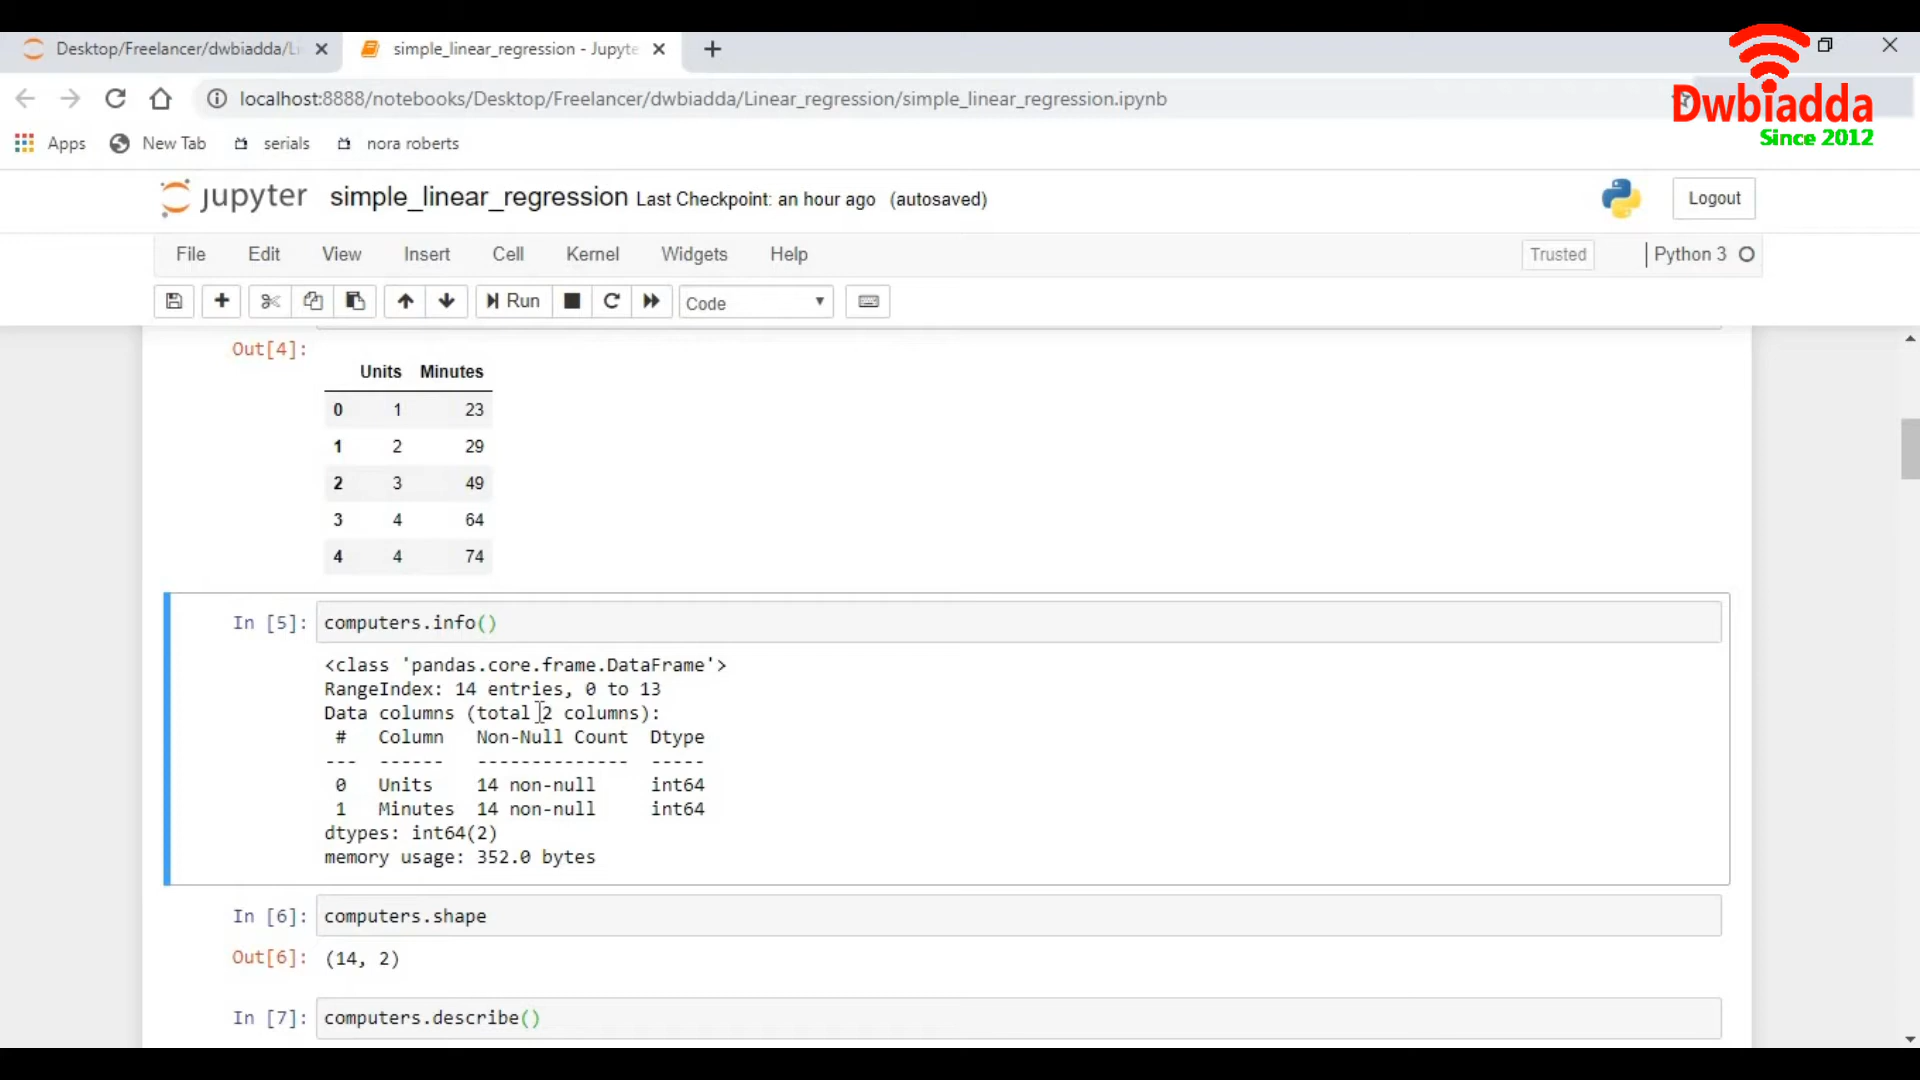 Desktop/Freelancer/dwbiadda/Li
simple_linear_regression - Jupyte
localhost:8888/notebooks/Desktop/Freelancer/dwbiadda/Linear_regression/simple_linear_regression.ipynb
Dwbiadda
Since 2012
Apps New Tab serials nora roberts
jupyter simple_linear_regression Last Checkpoint: an hour ago (autosaved)
Logout
File Edit View Insert Cell Kernel Widgets Help Trusted Python 3
Run Code
Out[4]:
Units Minutes
0 1 23
1 2 29
2 3 49
3 4 64
4 4 74
In [5]: computers.info()
<class 'pandas.core.frame.DataFrame'>
RangeIndex: 14 entries, 0 to 13
Data columns (total 2 columns):
# Column Non-Null Count Dtype
--- ------ -------------- -----
0 Units 14 non-null int64
1 Minutes 14 non-null int64
dtypes: int64(2)
memory usage: 352.0 bytes
In [6]: computers.shape
Out[6]: (14, 2)
In [7]: computers.describe()